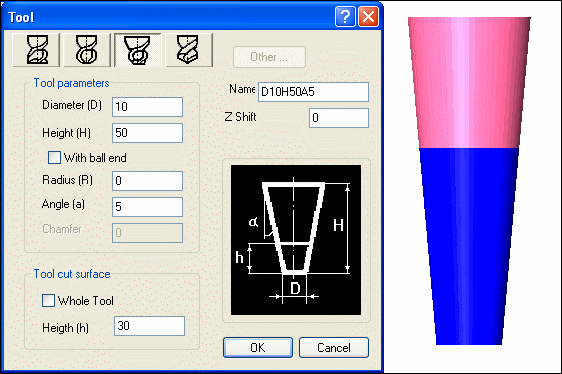 Tool
Other ...
Tool parameters
Diameter (D) 10
Height (H) 50
With ball end
Radius (R) 0
Angle (a) 5
Chamfer 0
Name D10H50A5
Z Shift 0
α
H
h
D
Tool cut surface
Whole Tool
Heigth (h) 30
OK
Cancel